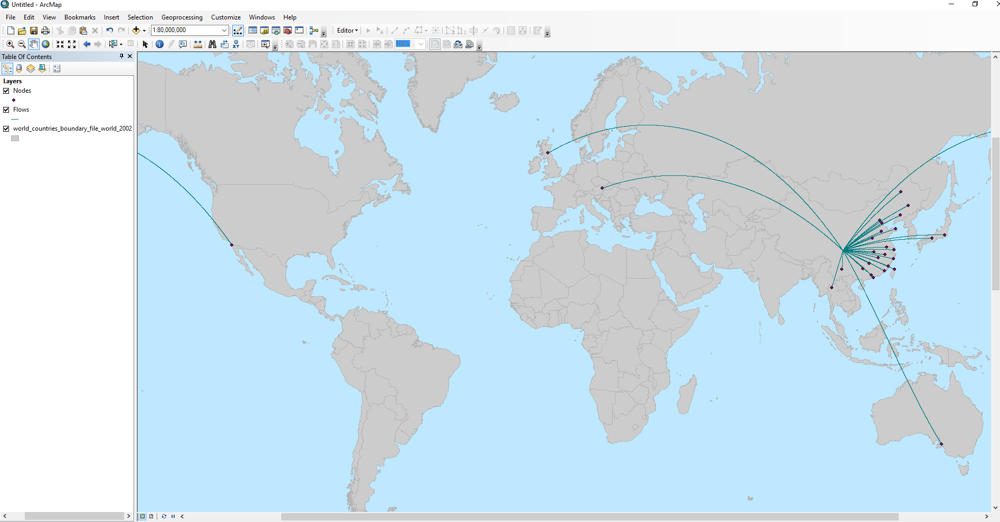 Untitled - ArcMap
File Edit View Bookmarks Insert Selection Geoprocessing Customize Windows Help
1:80,000,000 Editor
100%
Table Of Contents
Layers
Nodes
Flows
world_countries_boundary_file_world_2002